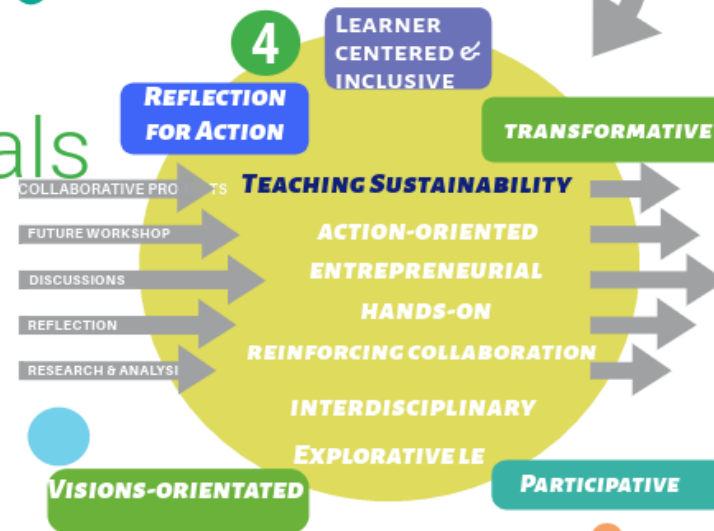 4
Learner
centered &
inclusive
Reflection
for Action
transformative
als
COLLABORATIVE PRO TS
Teaching Sustainability
FUTURE WORKSHOP
action-oriented
DISCUSSIONS
entrepreneurial
hands-on
REFLECTION
reinforcing collaboration
RESEARCH & ANALYSI
interdisciplinary
Explorative le
Visions-orientated
Participative